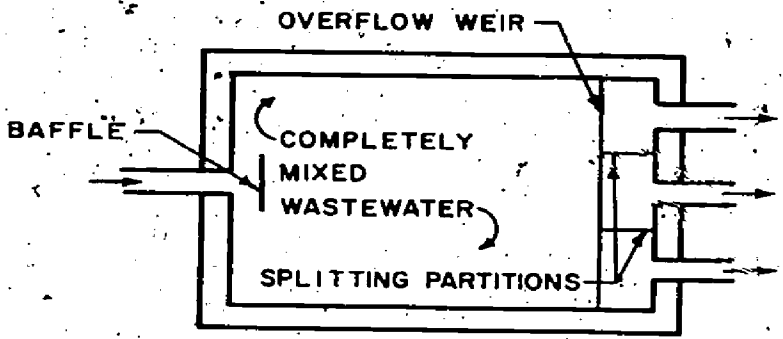 OVERFLOW WEIR
BAFFLE
COMPLETELY
MIXED
WASTEWATER
SPLITTING PARTITIONS